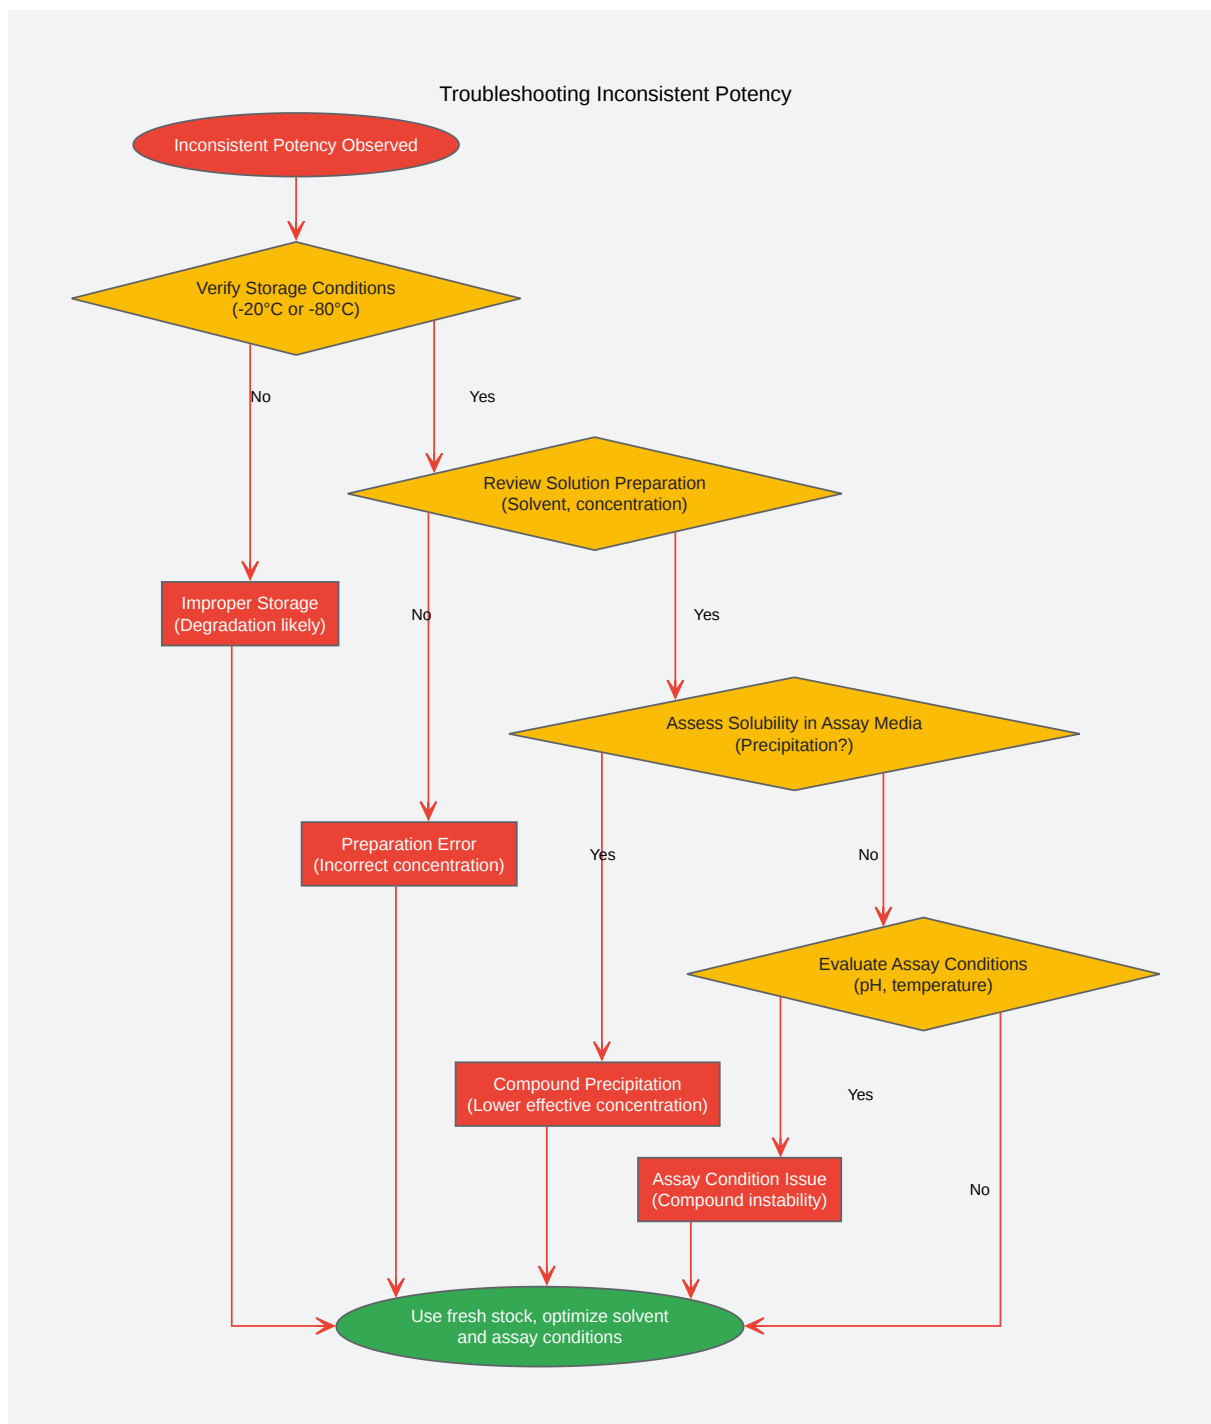 Troubleshooting Inconsistent Potency
Inconsistent Potency Observed
Verify Storage Conditions
(-20°C or -80°C)
No
Yes
Review Solution Preparation
(Solvent, concentration)
Improper Storage
(Degradation likely)
No
Yes
Assess Solubility in Assay Media
(Precipitation?)
Preparation Error
(Incorrect concentration)
Yes
No
Evaluate Assay Conditions
(pH, temperature)
Compound Precipitation
(Lower effective concentration)
Yes
Assay Condition Issue
(Compound instability)
No
Use fresh stock, optimize solvent
and assay conditions